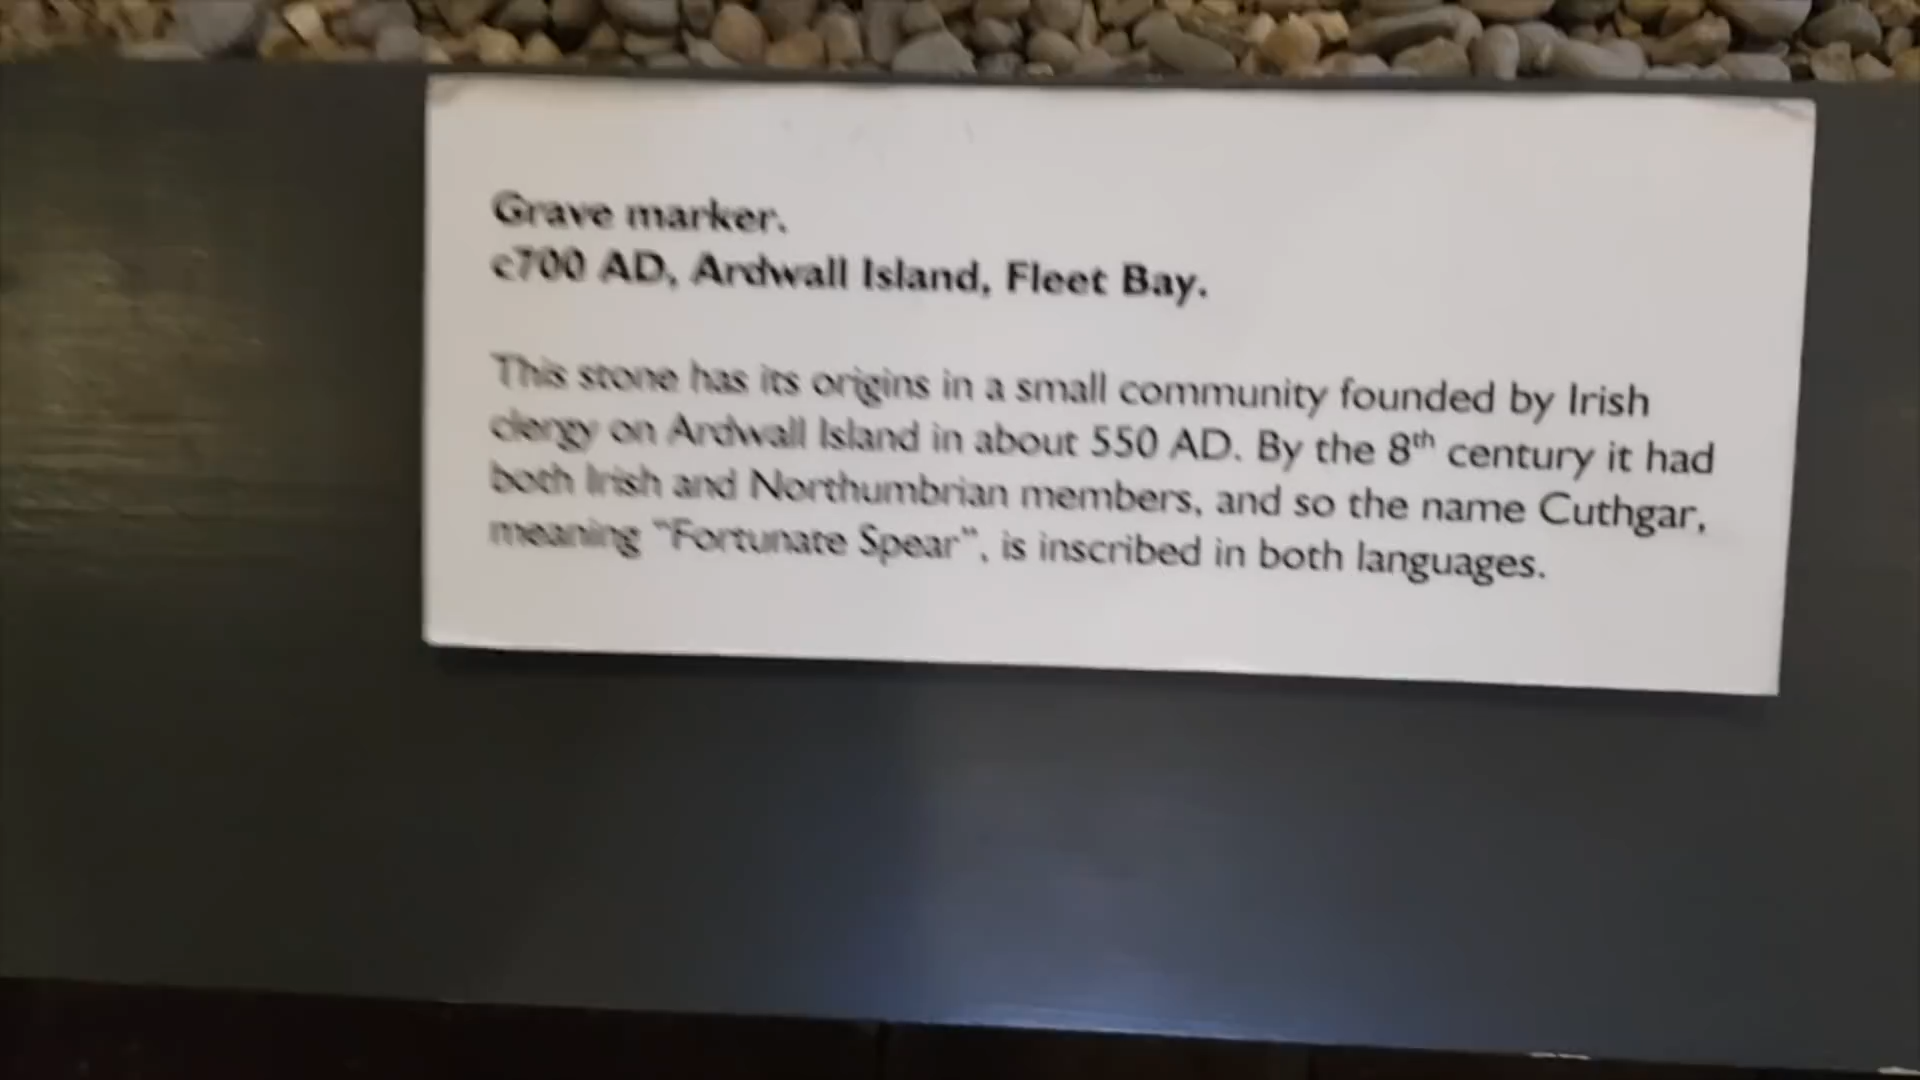 Grave marker.
c700 AD, Ardwall Island, Fleet Bay.
This stone has its origins in a small community founded by Irish
clergy on Ardwall Island in about 550 AD. By the 8th century it had
both Irish and Northumbrian members, and so the name Cuthgar,
meaning "Fortunate Spear", is inscribed in both languages.